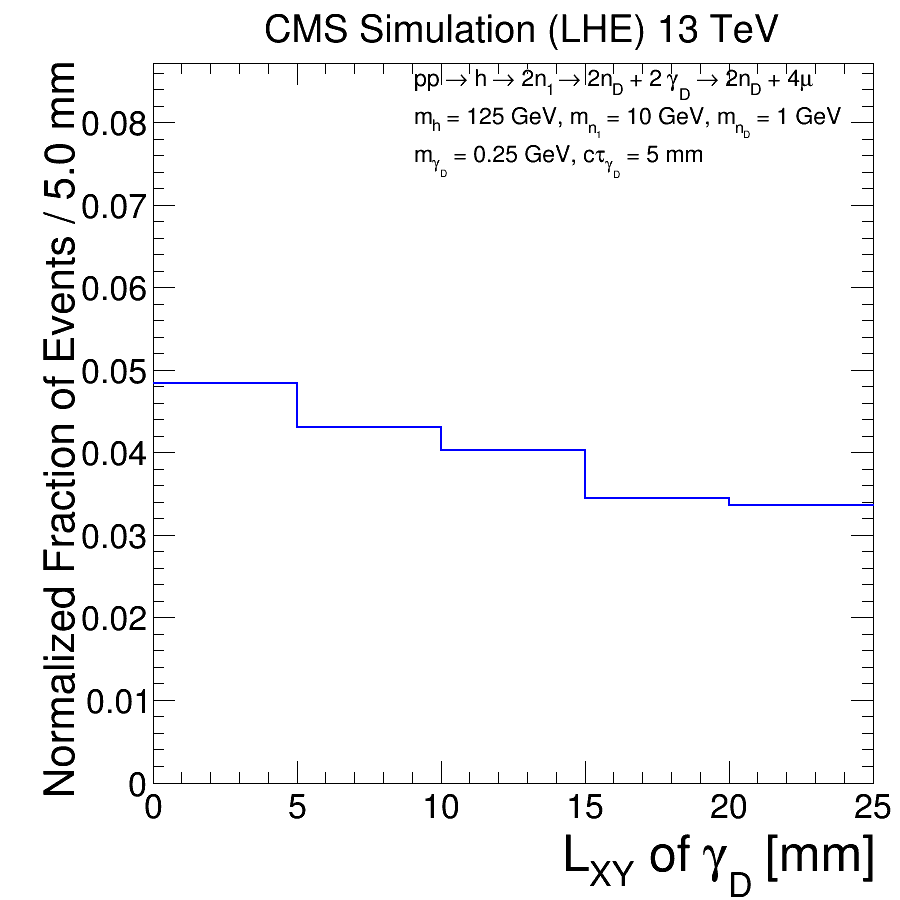 CMS Simulation (LHE) 13 TeV
pp → h → 2n₁ → 2n_D + 2 γ_D → 2n_D + 4μ
m_h = 125 GeV, m_n₁ = 10 GeV, m_n_D = 1 GeV
m_γ_D = 0.25 GeV, cτ_γ_D = 5 mm
Normalized Fraction of Events / 5.0 mm
0.08
0.07
0.06
0.05
0.04
0.03
0.02
0.01
0
0 5 10 15 20 25
L_XY of γ_D [mm]